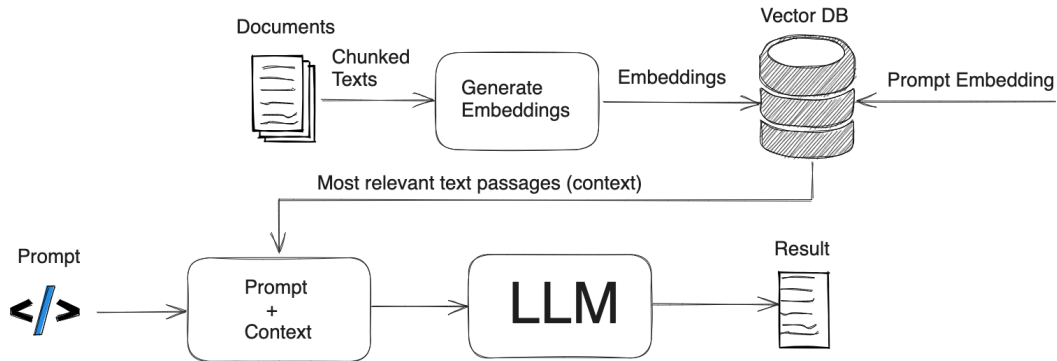 Documents
Vector DB
Chunked
Texts
Generate
Embeddings
Embeddings
Prompt Embedding
Most relevant text passages (context)
Prompt
</>
Prompt
+
Context
LLM
Result